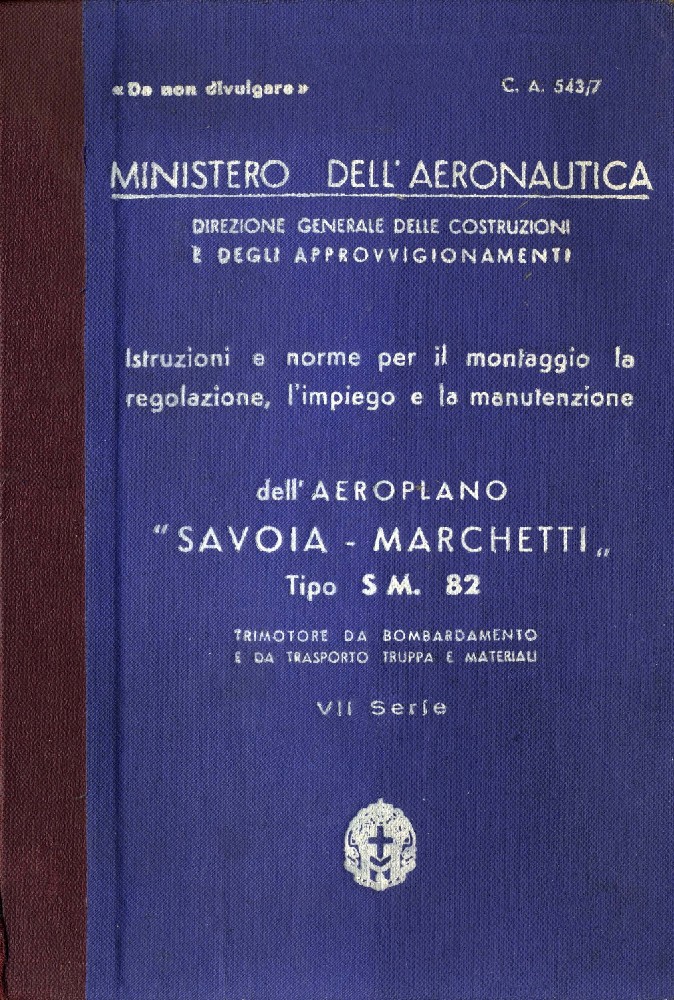 «Da non divulgare»
C. A. 543/7
MINISTERO DELL'AERONAUTICA
DIREZIONE GENERALE DELLE COSTRUZIONI
E DEGLI APPROVVIGIONAMENTI
Istruzioni e norme per il montaggio la
regolazione, l'impiego e la manutenzione
dell'AEROPLANO
"SAVOIA - MARCHETTI„
Tipo SM. 82
TRIMOTORE DA BOMBARDAMENTO
E DA TRASPORTO TRUPPA E MATERIALI
VII Serie